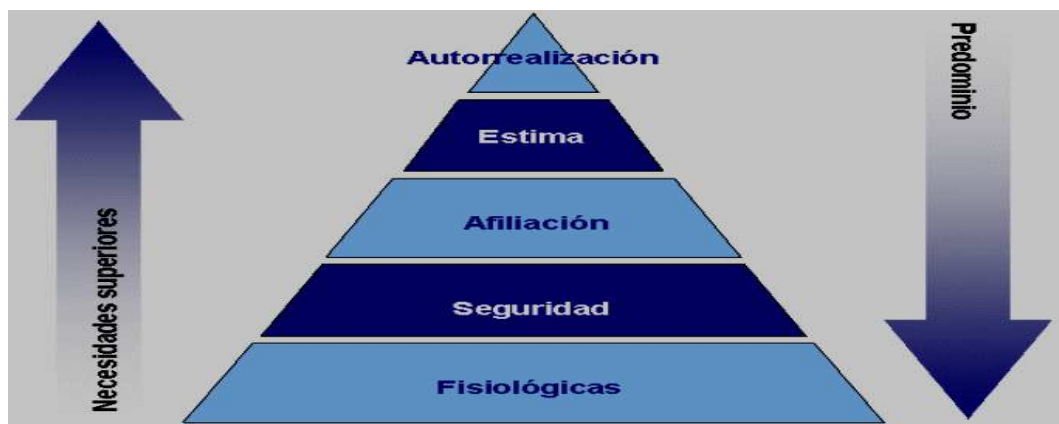 Autorrealización
Estima
Afiliación
Seguridad
Fisiológicas
Necesidades superiores
Predominio